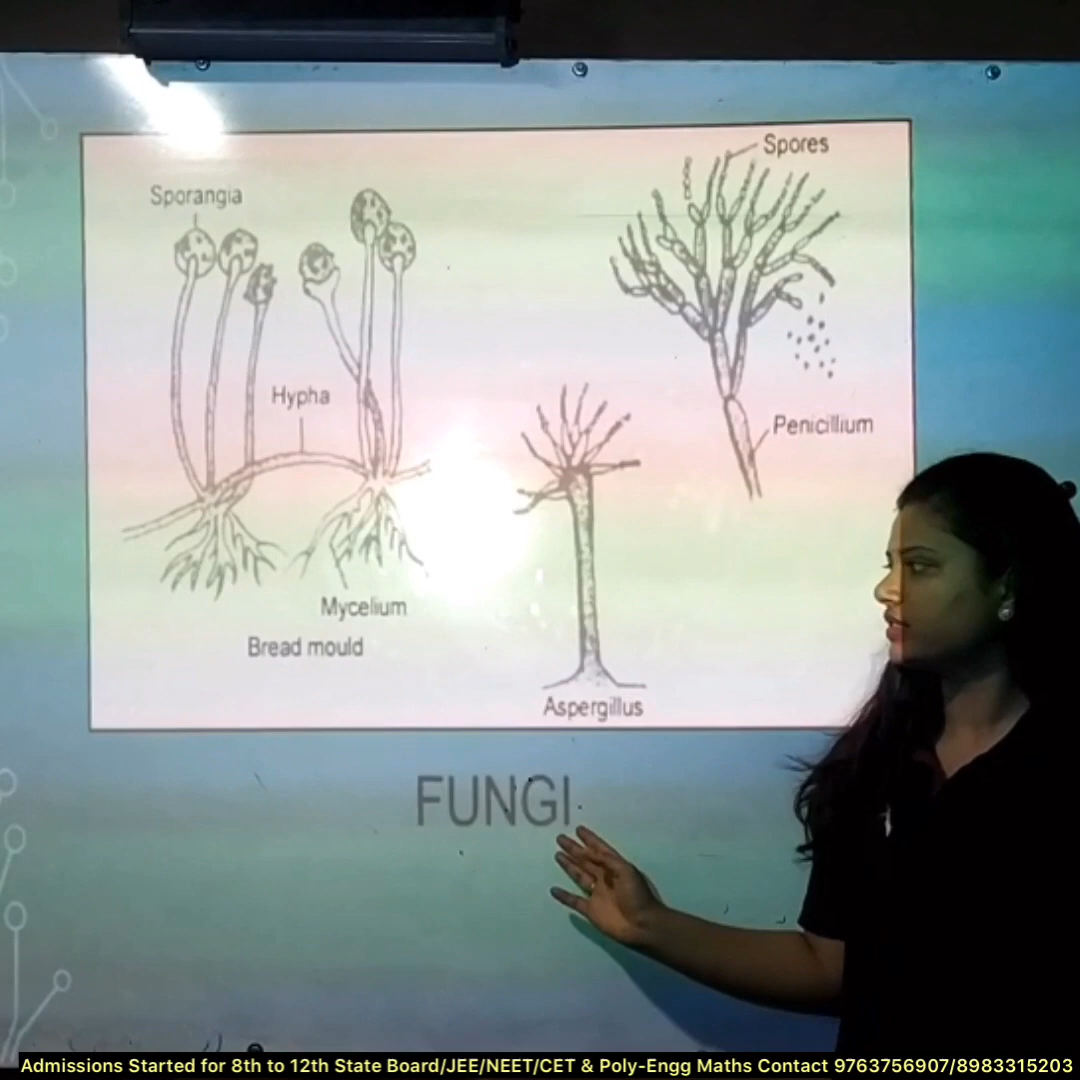 Spores
Sporangia
Hypha
Penicillium
Mycelium
Bread mould
Aspergillus
FUNGI
Admissions Started for 8th to 12th State Board/JEE/NEET/CET & Poly-Engg Maths Contact 9763756907/8983315203